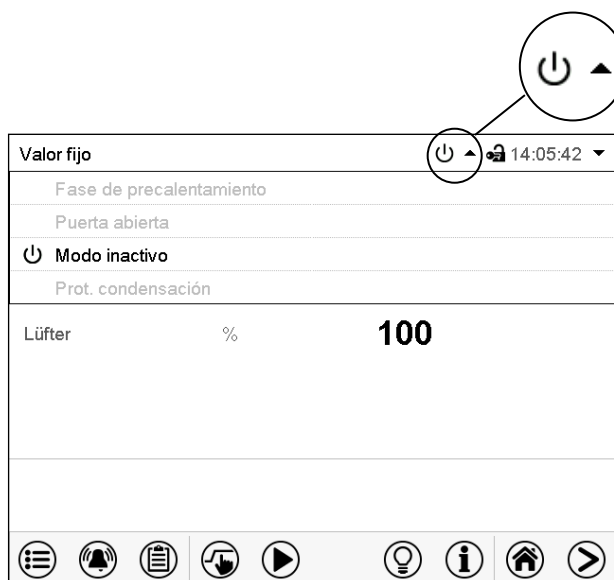 Valor fijo 14:05:42
Fase de precalentamiento
Puerta abierta
Modo inactivo
Prot. condensación
Lüfter % 100